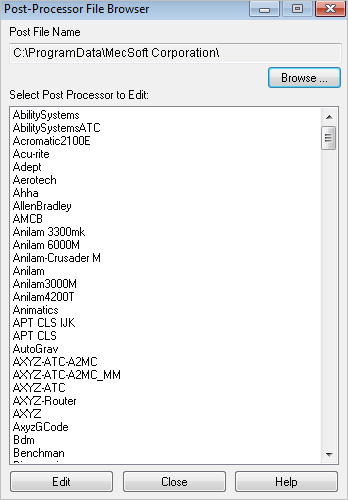 Post-Processor File Browser
Post File Name
C:\ProgramData\MecSoft Corporation\
Browse ...
Select Post Processor to Edit:
AbilitySystems
AbilitySystemsATC
Acromatic2100E
Acu-rite
Adept
Aerotech
Ahha
AllenBradley
AMCB
Anilam 3300mk
Anilam 6000M
Anilam-Crusader M
Anilam
Anilam3000M
Anilam4200T
Animatics
APT CLS IJK
APT CLS
AutoGrav
AXYZ-ATC-A2MC
AXYZ-ATC-A2MC_MM
AXYZ-ATC
AXYZ-Router
AXYZ
AxyzGCode
Bdm
Benchman
Edit
Close
Help